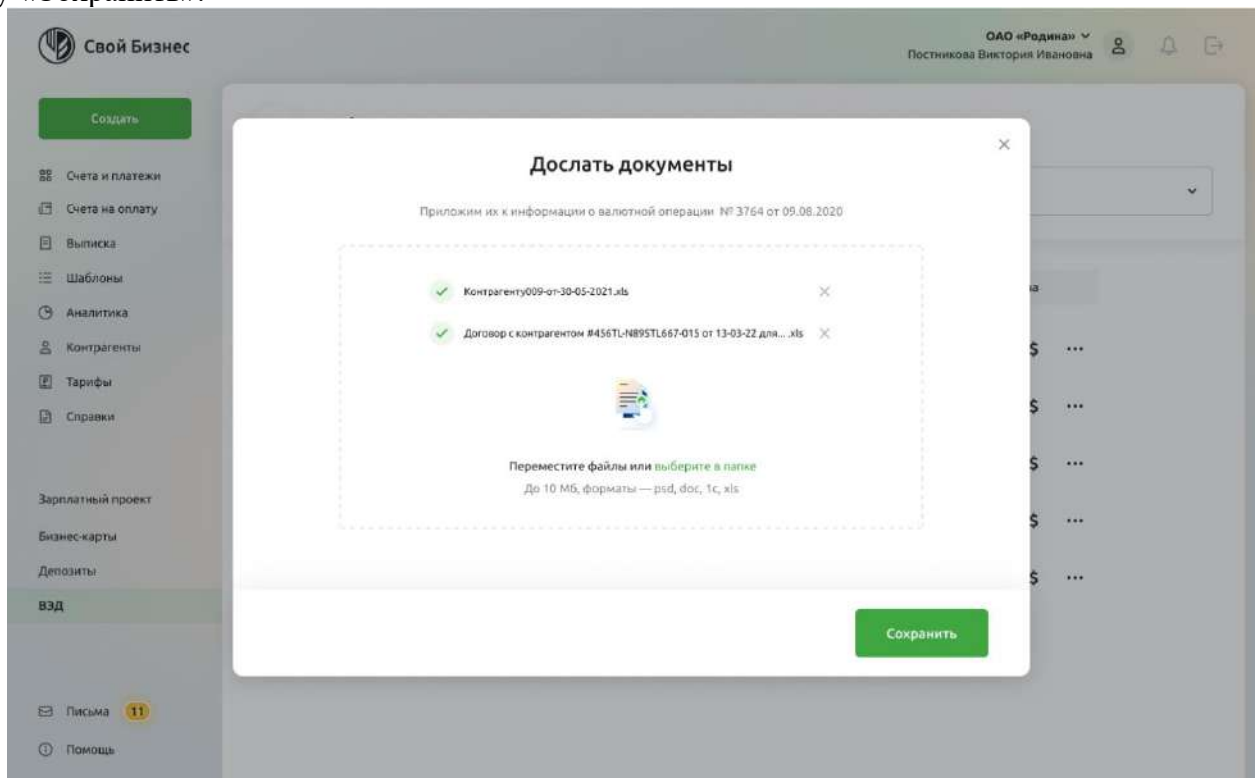 Свой Бизнес
ОАО «Родина»
Постникова Виктория Ивановна
Создать
Счета и платежи
Счета на оплату
Выписка
Шаблоны
Аналитика
Контрагенты
Тарифы
Справки
Зарплатный проект
Бизнес-карты
Депозиты
ВЭД
Письма 11
Помощь
Дослать документы
Приложим их к информации о валютной операции № 3764 от 09.08.2020
Контрагенту009-от-30-05-2021.xls
Договор с контрагентом #456TL-N895TL667-015 от 13-03-22 для... .xls
Переместите файлы или выберите в папке
До 10 Мб, форматы — psd, doc, 1c, xls
$
$
$
$
$
Сохранить